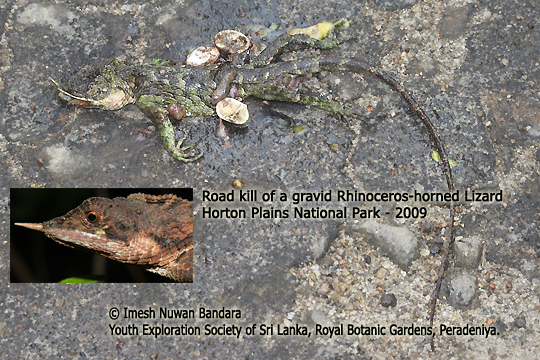 Road kill of a gravid Rhinoceros-horned Lizard
Horton Plains National Park - 2009
© Imesh Nuwan Bandara
Youth Exploration Society of Sri Lanka, Royal Botanic Gardens, Peradeniya.